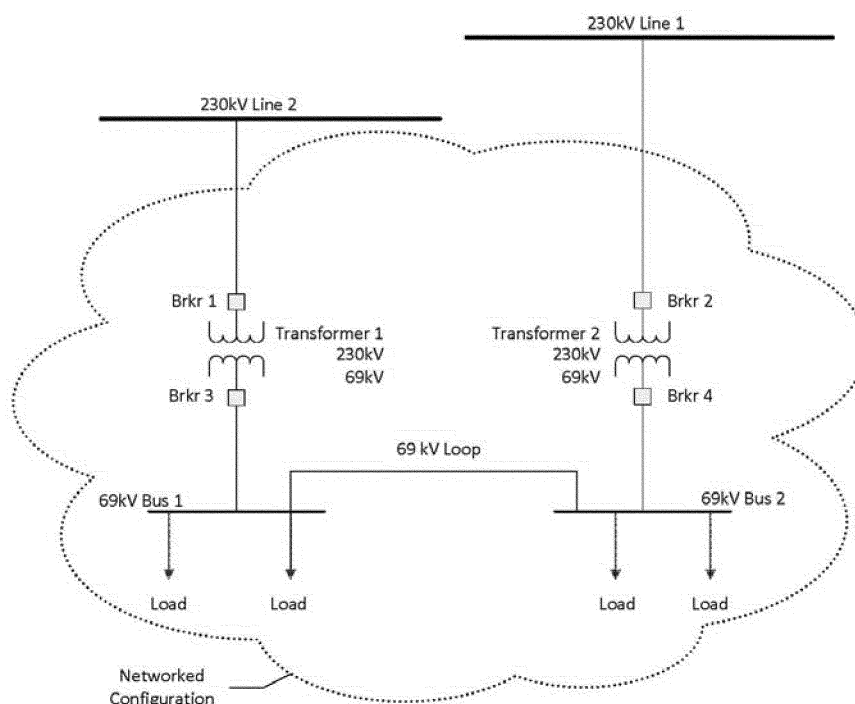 230kV Line 1
230kV Line 2
Brkr 1
Brkr 2
Transformer 1
230kV
69kV
Transformer 2
230kV
69kV
Brkr 3
Brkr 4
69 kV Loop
69kV Bus 1
69kV Bus 2
Load
Load
Load
Load
Networked
Configuration